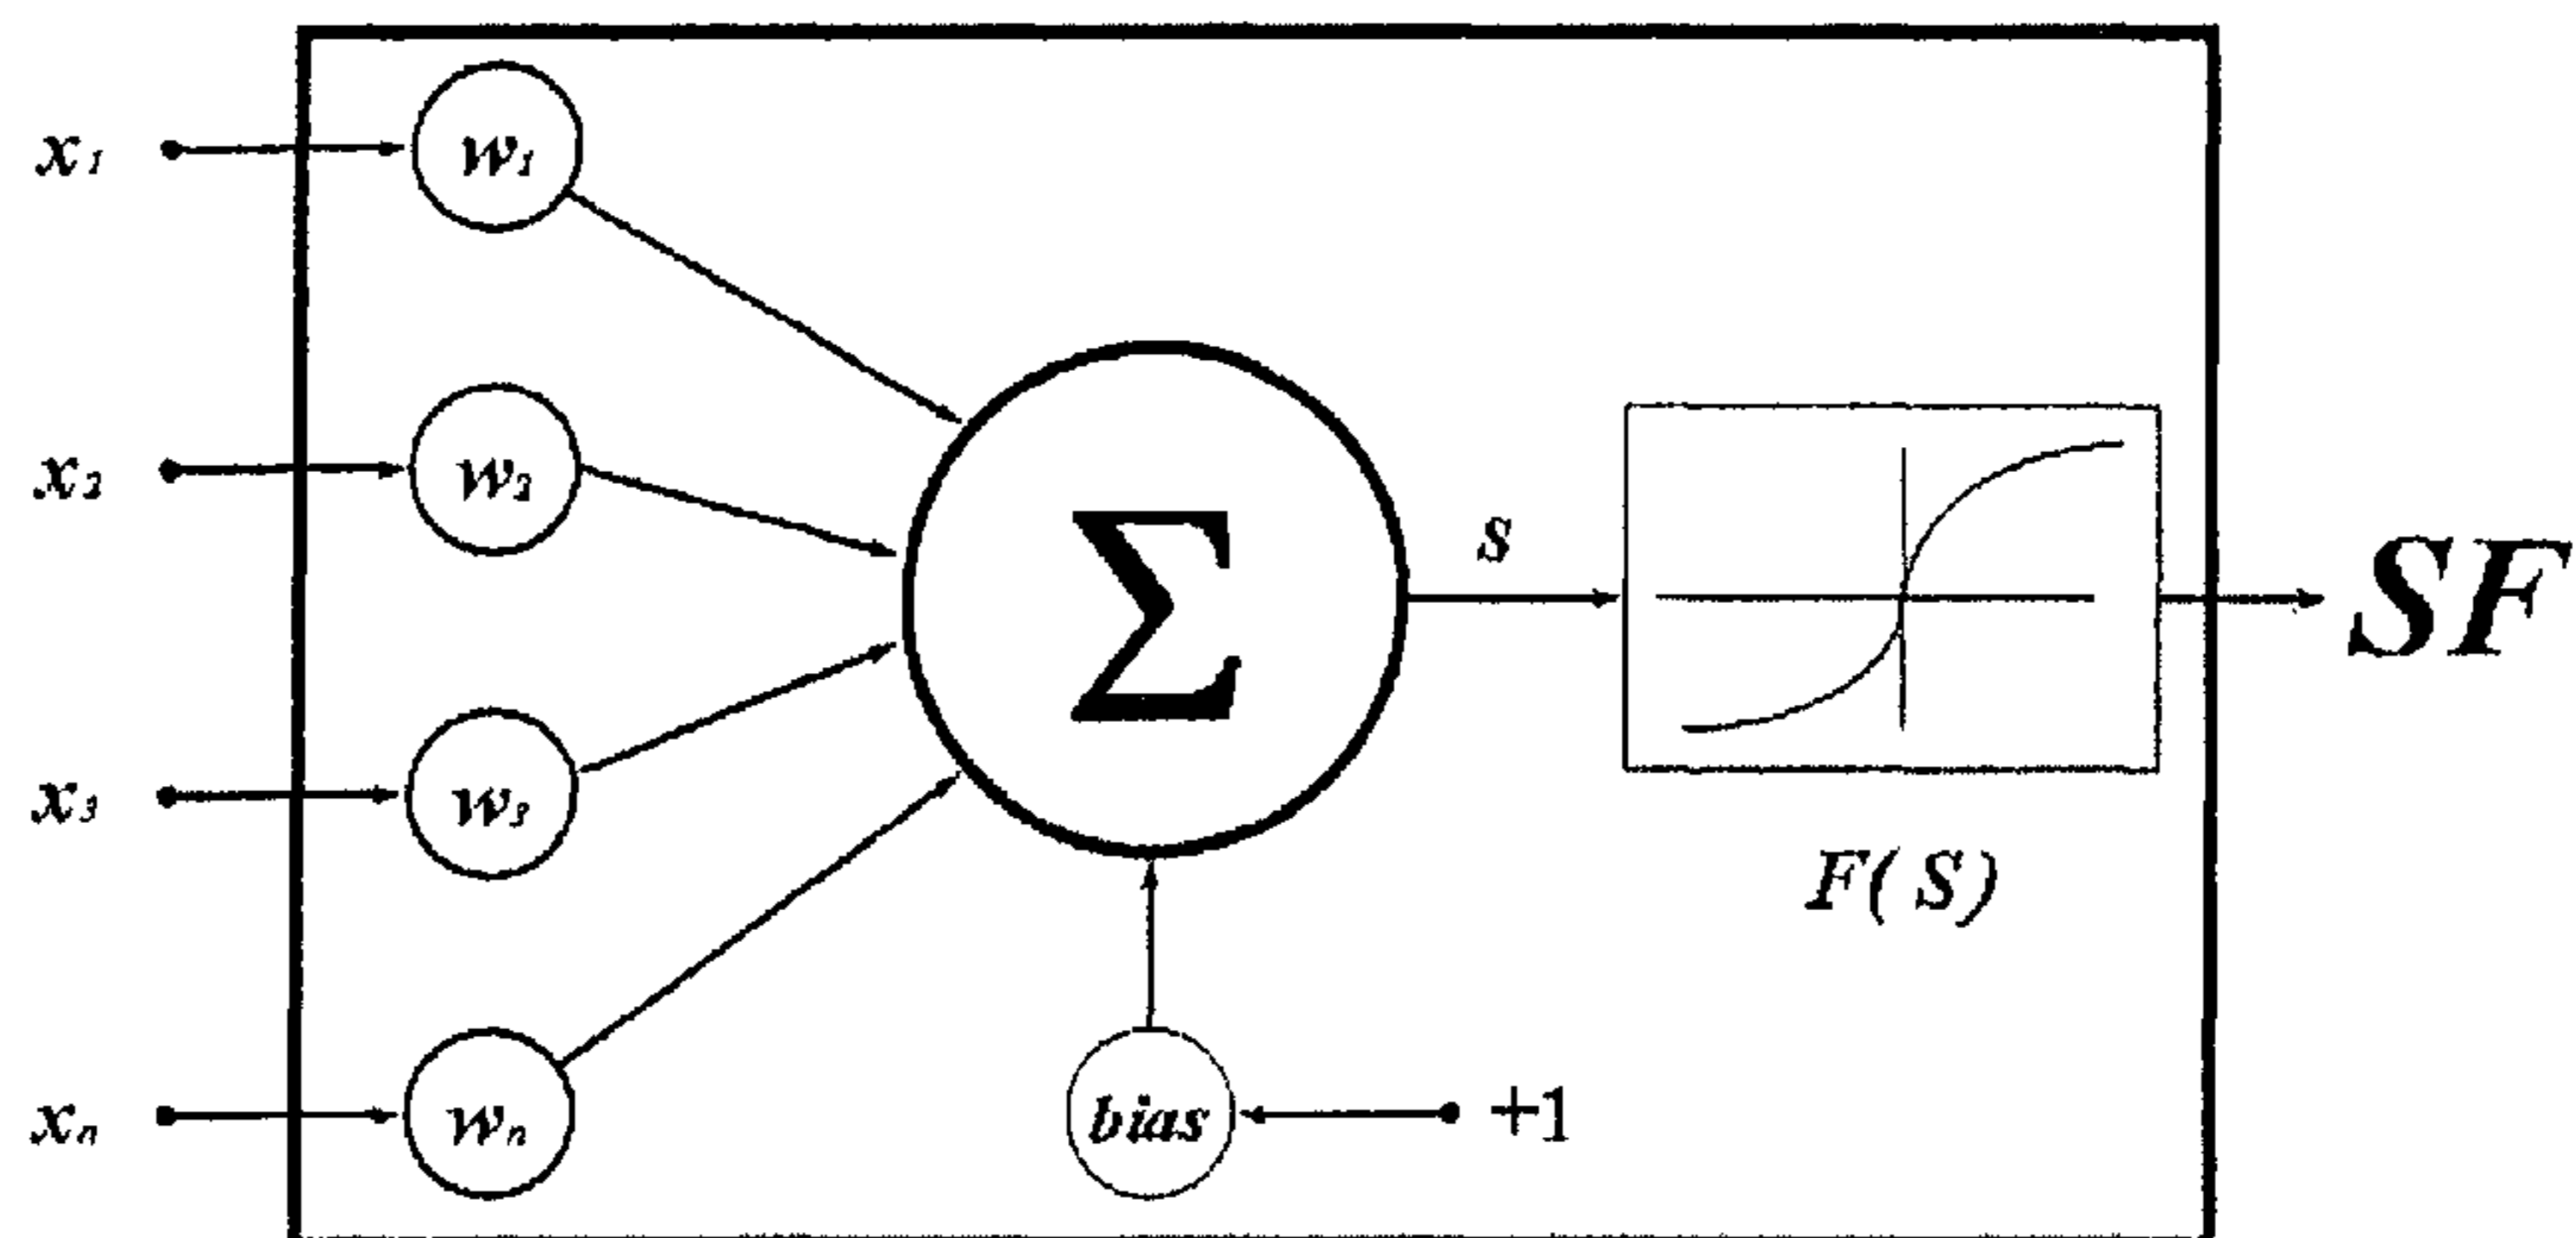 x₁ w₁
x₂ w₂
Σ
s
SF
x₃ w₃
F(S)
xₙ wₙ
bias +1